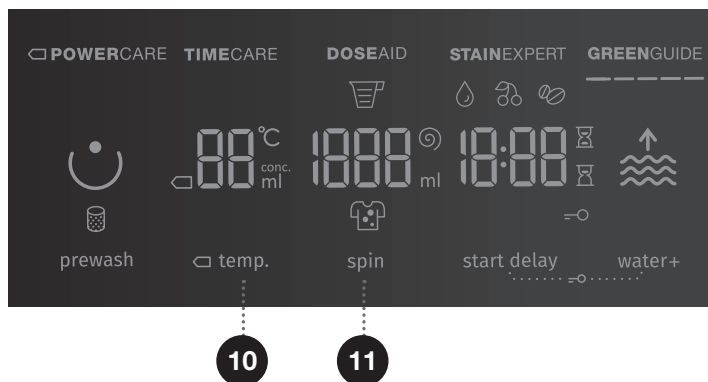 POWERCARE TIMECARE DOSEAID STAINEXPERT GREENGUIDE
88 °C conc. ml 1888 ml 18:88
prewash temp. spin start delay water+
10 11